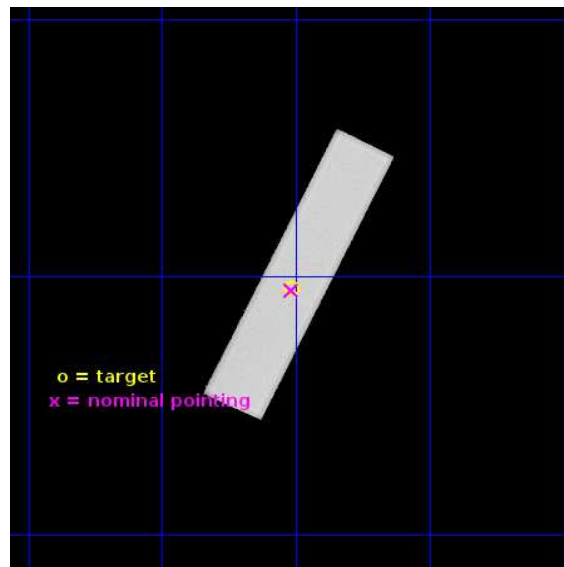 o = target
x = nominal pointing